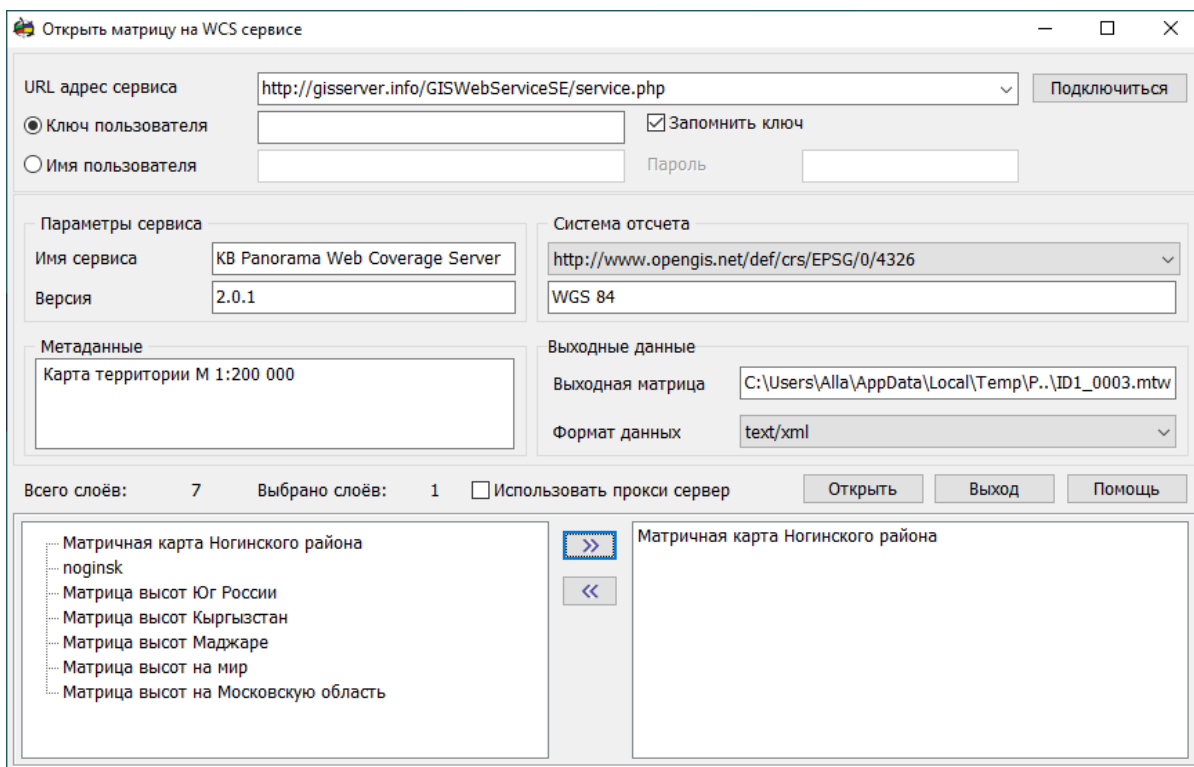 Открыть матрицу на WCS сервисе
URL адрес сервиса
http://gisserver.info/GISWebServiceSE/service.php
Подключиться
Ключ пользователя
Запомнить ключ
Имя пользователя
Пароль
Параметры сервиса
Имя сервиса
KB Panorama Web Coverage Server
Версия
2.0.1
Система отсчета
http://www.opengis.net/def/crs/EPSG/0/4326
WGS 84
Метаданные
Карта территории М 1:200 000
Выходные данные
Выходная матрица
C:\Users\Alla\AppData\Local\Temp\P..\ID1_0003.mtw
Формат данных
text/xml
Всего слоёв: 7 Выбрано слоёв: 1 Использовать прокси сервер
Открыть
Выход
Помощь
Матричная карта Ногинского района
noginsk
Матрица высот Юг России
Матрица высот Кыргызстан
Матрица высот Маджаре
Матрица высот на мир
Матрица высот на Московскую область
>>
<<
Матричная карта Ногинского района